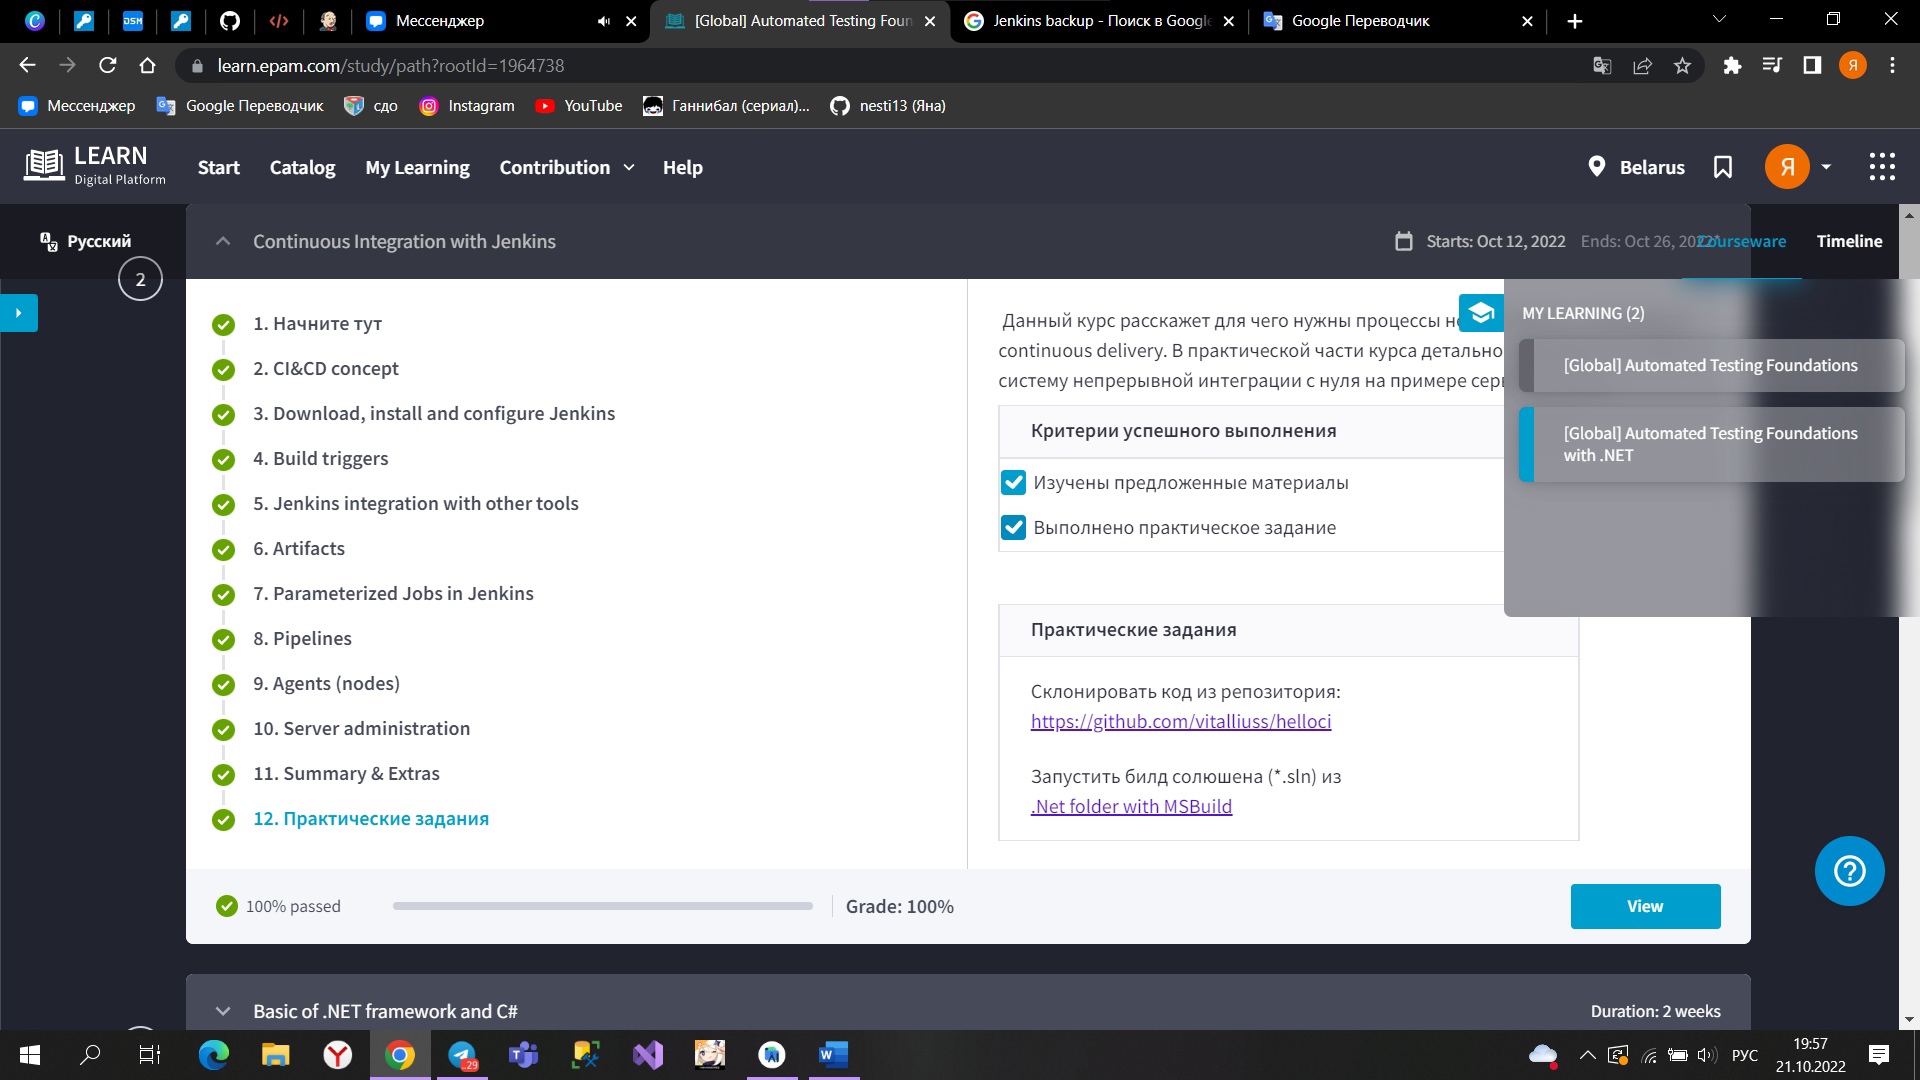 Мессенджер
[Global] Automated Testing Foun
Jenkins backup - Поиск в Google
Google Переводчик
learn.epam.com/study/path?rootId=1964738
Я
Мессенджер
Google Переводчик
сдо
Instagram
YouTube
Ганнибал (сериал)...
nesti13 (Яна)
LEARN
Digital Platform
Start
Catalog
My Learning
Contribution
Help
Belarus
Я
Русский
2
Continuous Integration with Jenkins
Starts: Oct 12, 2022
Ends: Oct 26, 2022
Courseware
Timeline
1. Начните тут
2. CI&CD concept
3. Download, install and configure Jenkins
4. Build triggers
5. Jenkins integration with other tools
6. Artifacts
7. Parameterized Jobs in Jenkins
8. Pipelines
9. Agents (nodes)
10. Server administration
11. Summary & Extras
12. Практические задания
Данный курс расскажет для чего нужны процессы
continuous delivery. В практической части курса детально
систему непрерывной интеграции с нуля на примере
Критерии успешного выполнения
Изучены предложенные материалы
Выполнено практическое задание
Практические задания
Склонировать код из репозитория:
https://github.com/vitalliuss/helloci
Запустить билд солюшена (*.sln) из
.Net folder with MSBuild
MY LEARNING (2)
[Global] Automated Testing Foundations
[Global] Automated Testing Foundations
with .NET
100% passed
Grade: 100%
View
Basic of .NET framework and C#
Duration: 2 weeks
РУС
19:57
21.10.2022